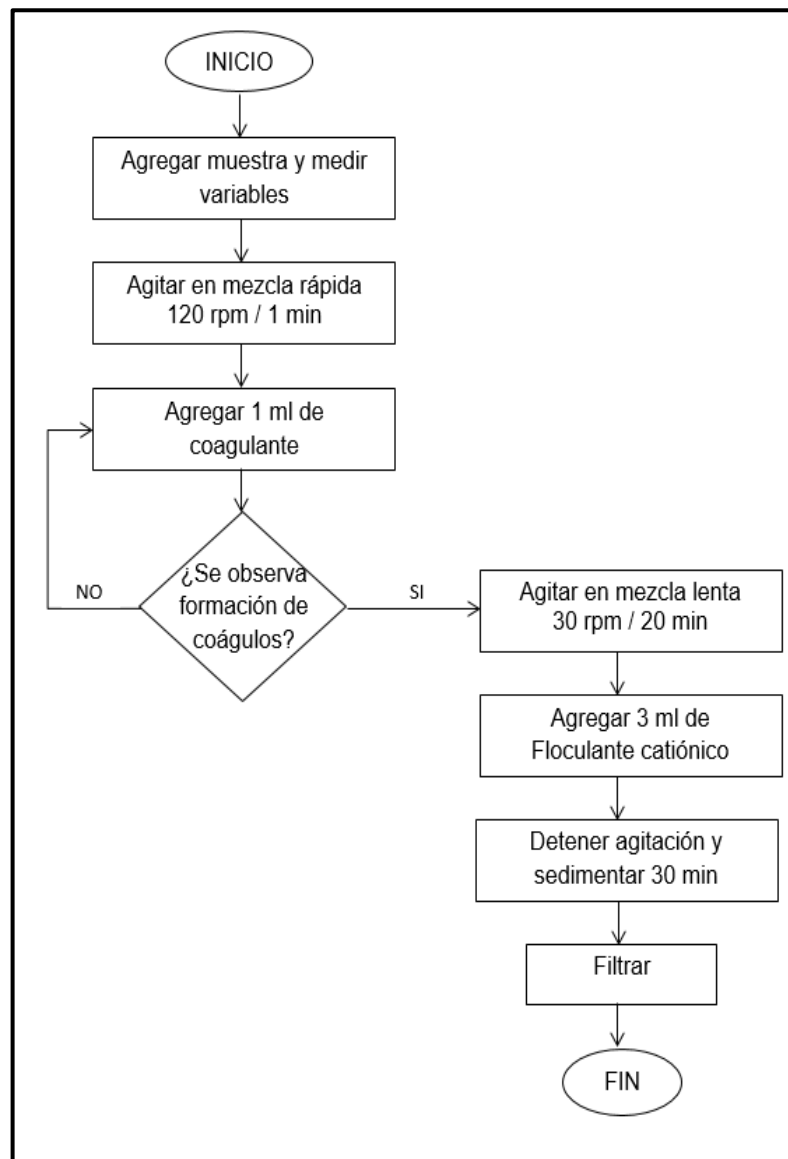 INICIO
Agregar muestra y medir
variables
Agitar en mezcla rápida
120 rpm / 1 min
Agregar 1 ml de
coagulante
¿Se observa
formación de
coágulos?
NO
SI
Agitar en mezcla lenta
30 rpm / 20 min
Agregar 3 ml de
Floculante catiónico
Detener agitación y
sedimentar 30 min
Filtrar
FIN